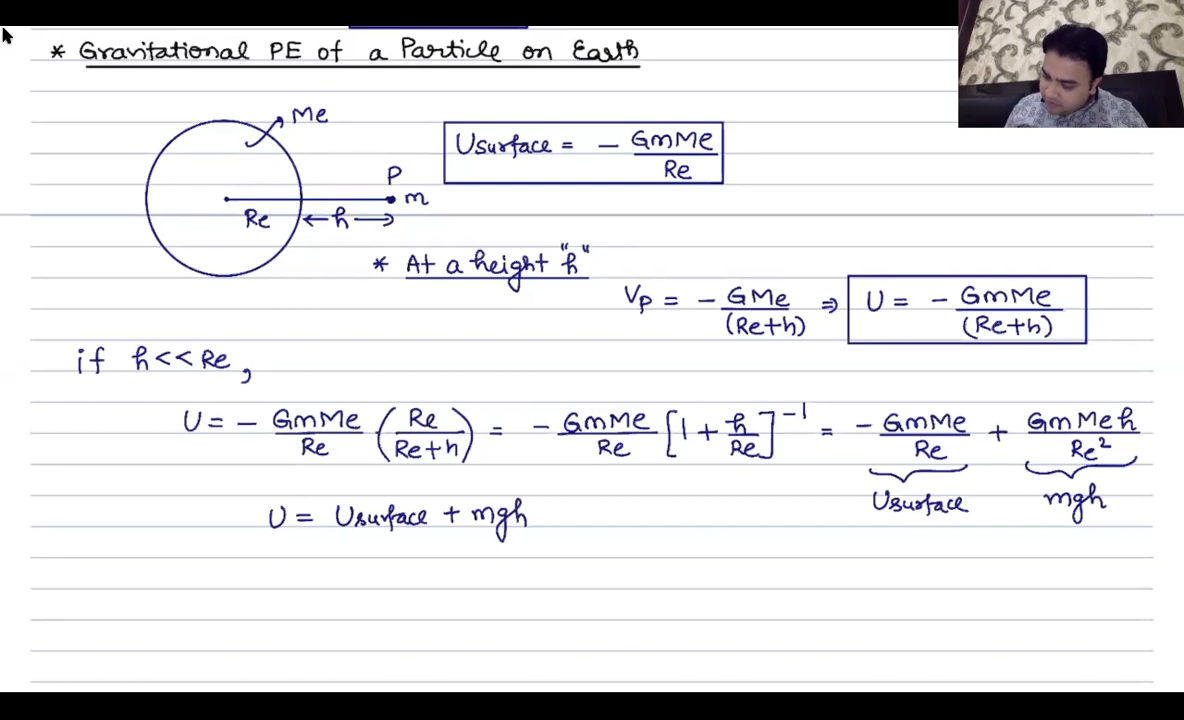 * Gravitational PE of a Particle on Earth
Me
Usurface = - GmMe/Re
P
m
Re
h
* At a height "h"
Vp = - GMe/(Re+h) ⇒ U = - GmMe/(Re+h)
if h<<Re,
U = - GmMe/Re (Re/Re+h) = - GmMe/Re [1 + h/Re]^-1 = - GmMe/Re + GmMeh/Re²
Usurface mgh
U = Usurface + mgh